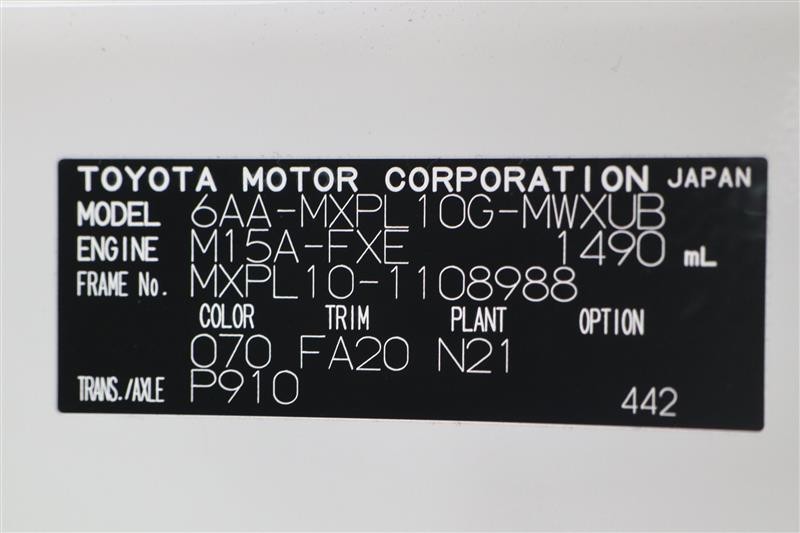 TOYOTA MOTOR CORPORATION JAPAN
MODEL 6AA-MXPL10G-MWXUB
ENGINE M15A-FXE 1490 mL
FRAME No. MXPL10-1108988
COLOR TRIM PLANT OPTION
070 FA20 N21
TRANS./AXLE P910 442